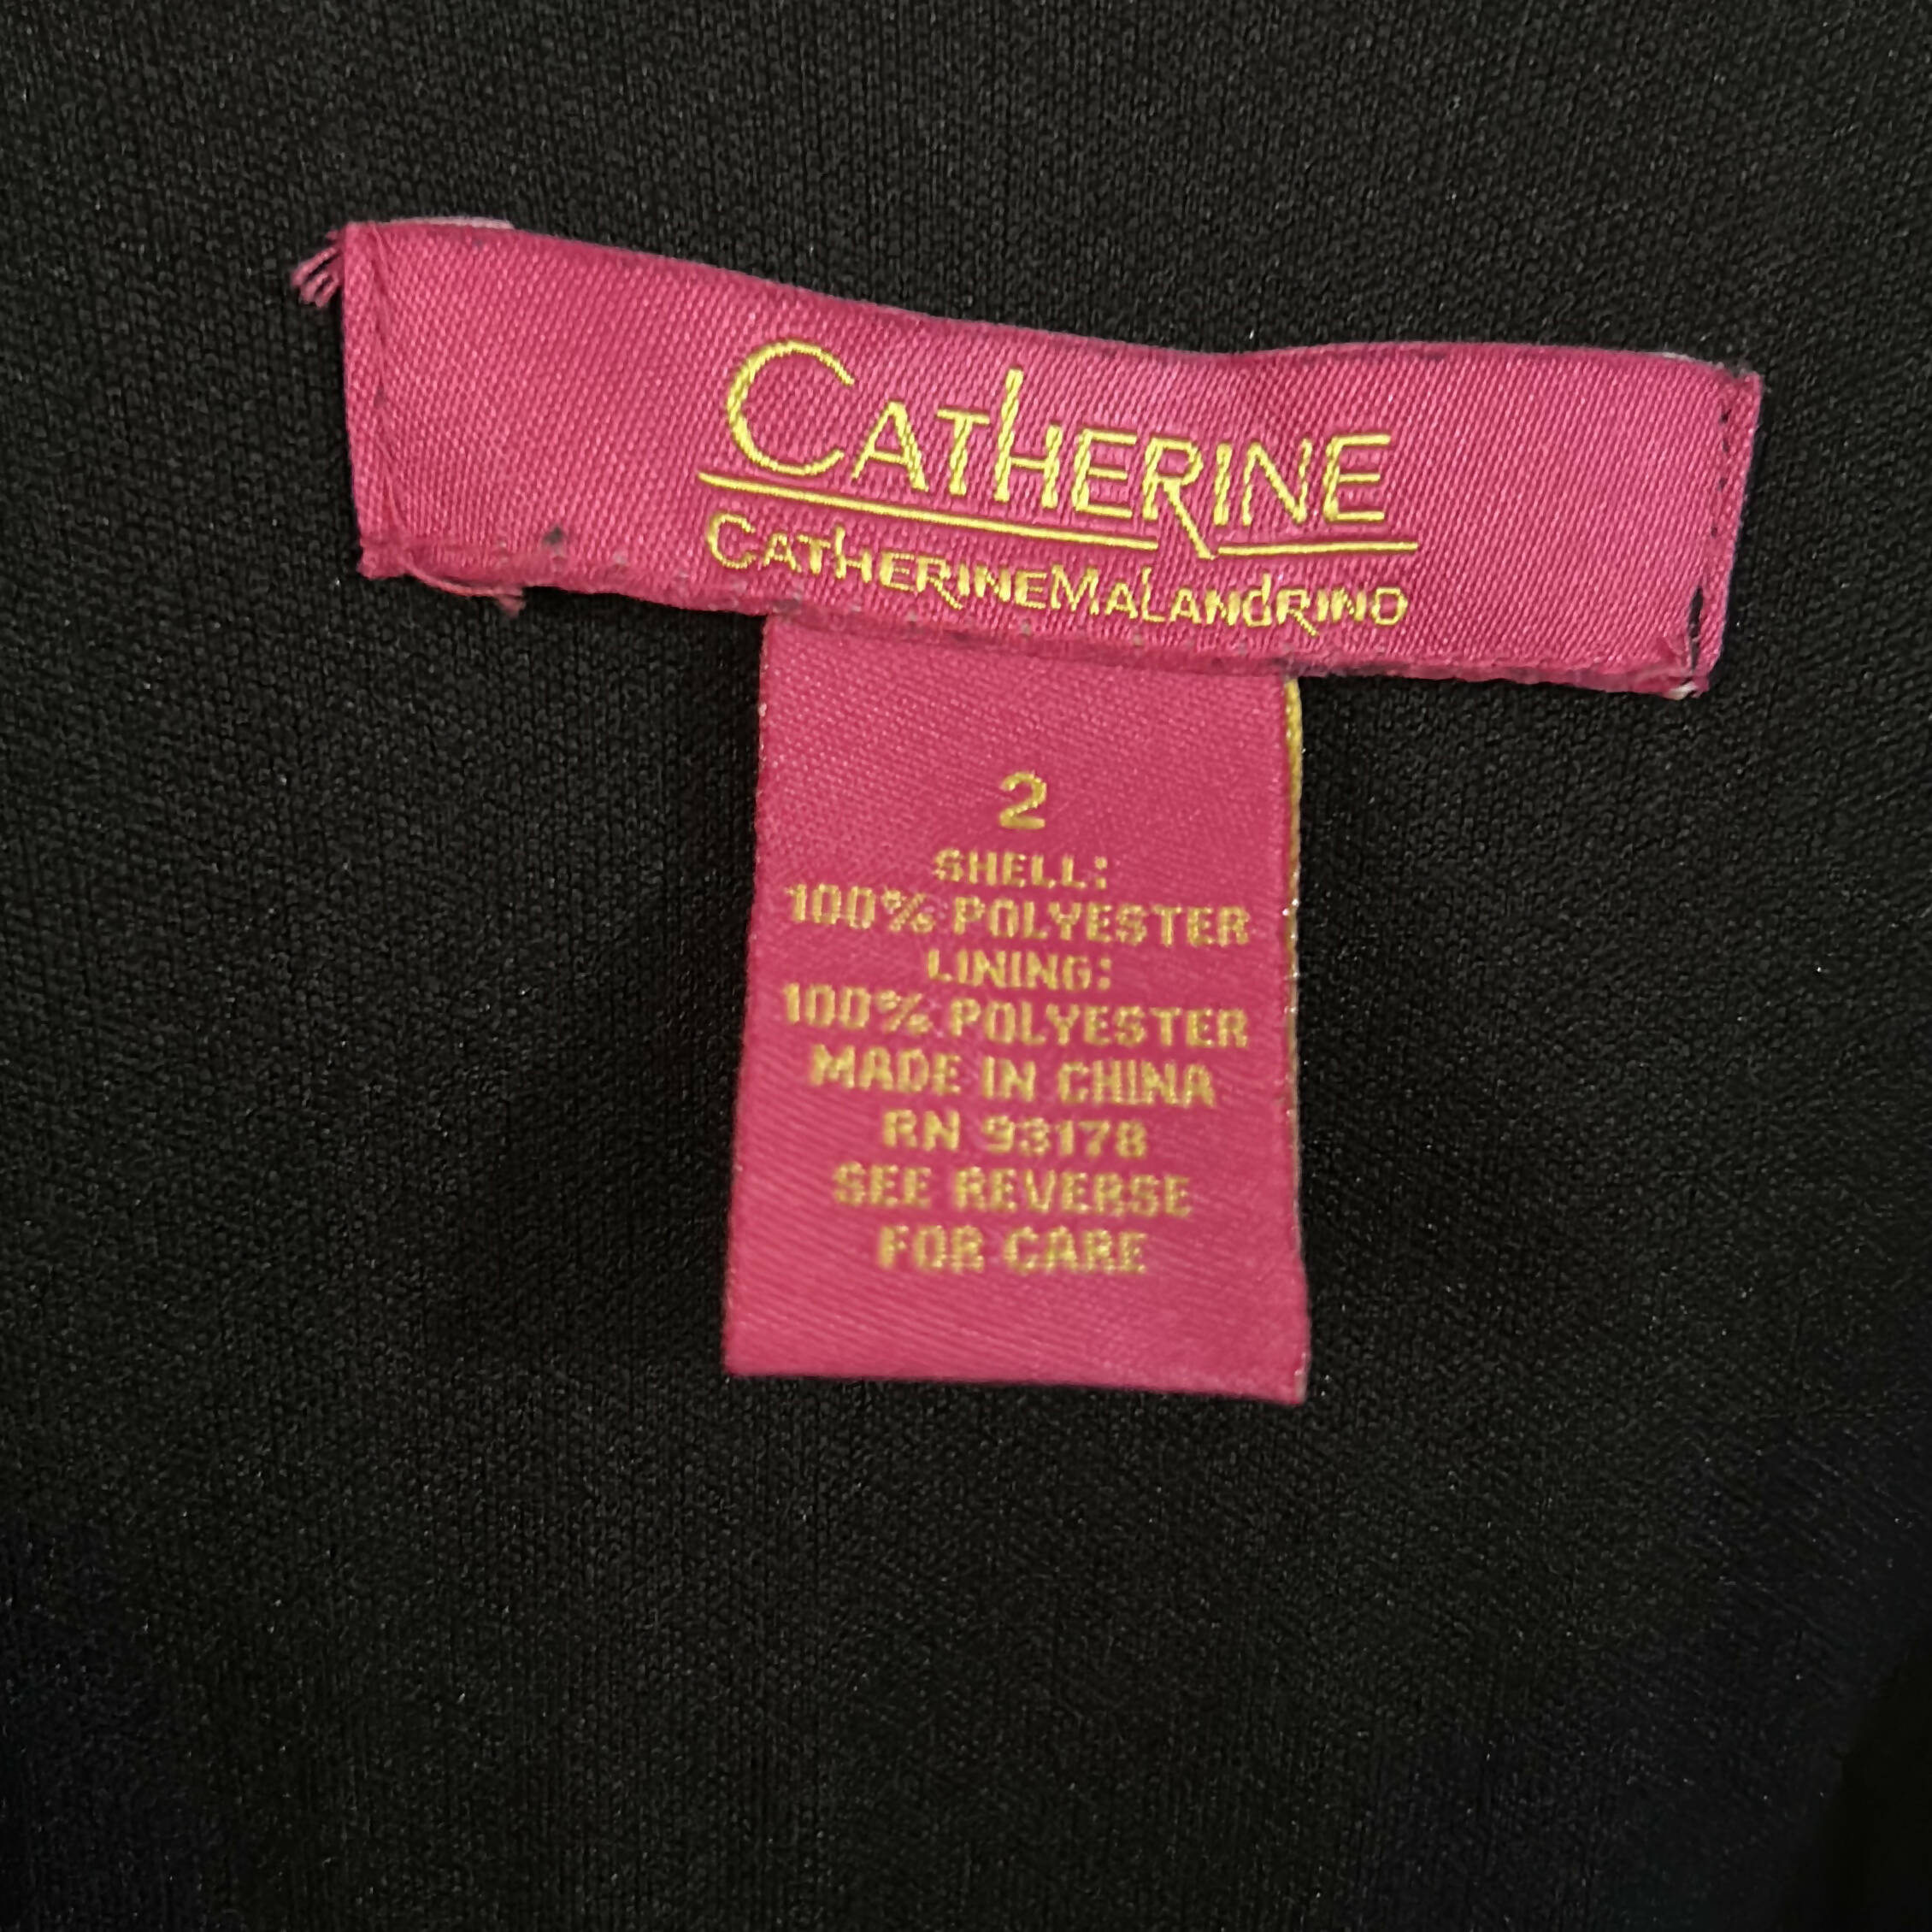 CATHERINE
CATHERINEMALANDRINO
2
SHELL:
100% POLYESTER
LINING:
100% POLYESTER
MADE IN CHINA
RN 93178
SEE REVERSE
FOR CARE